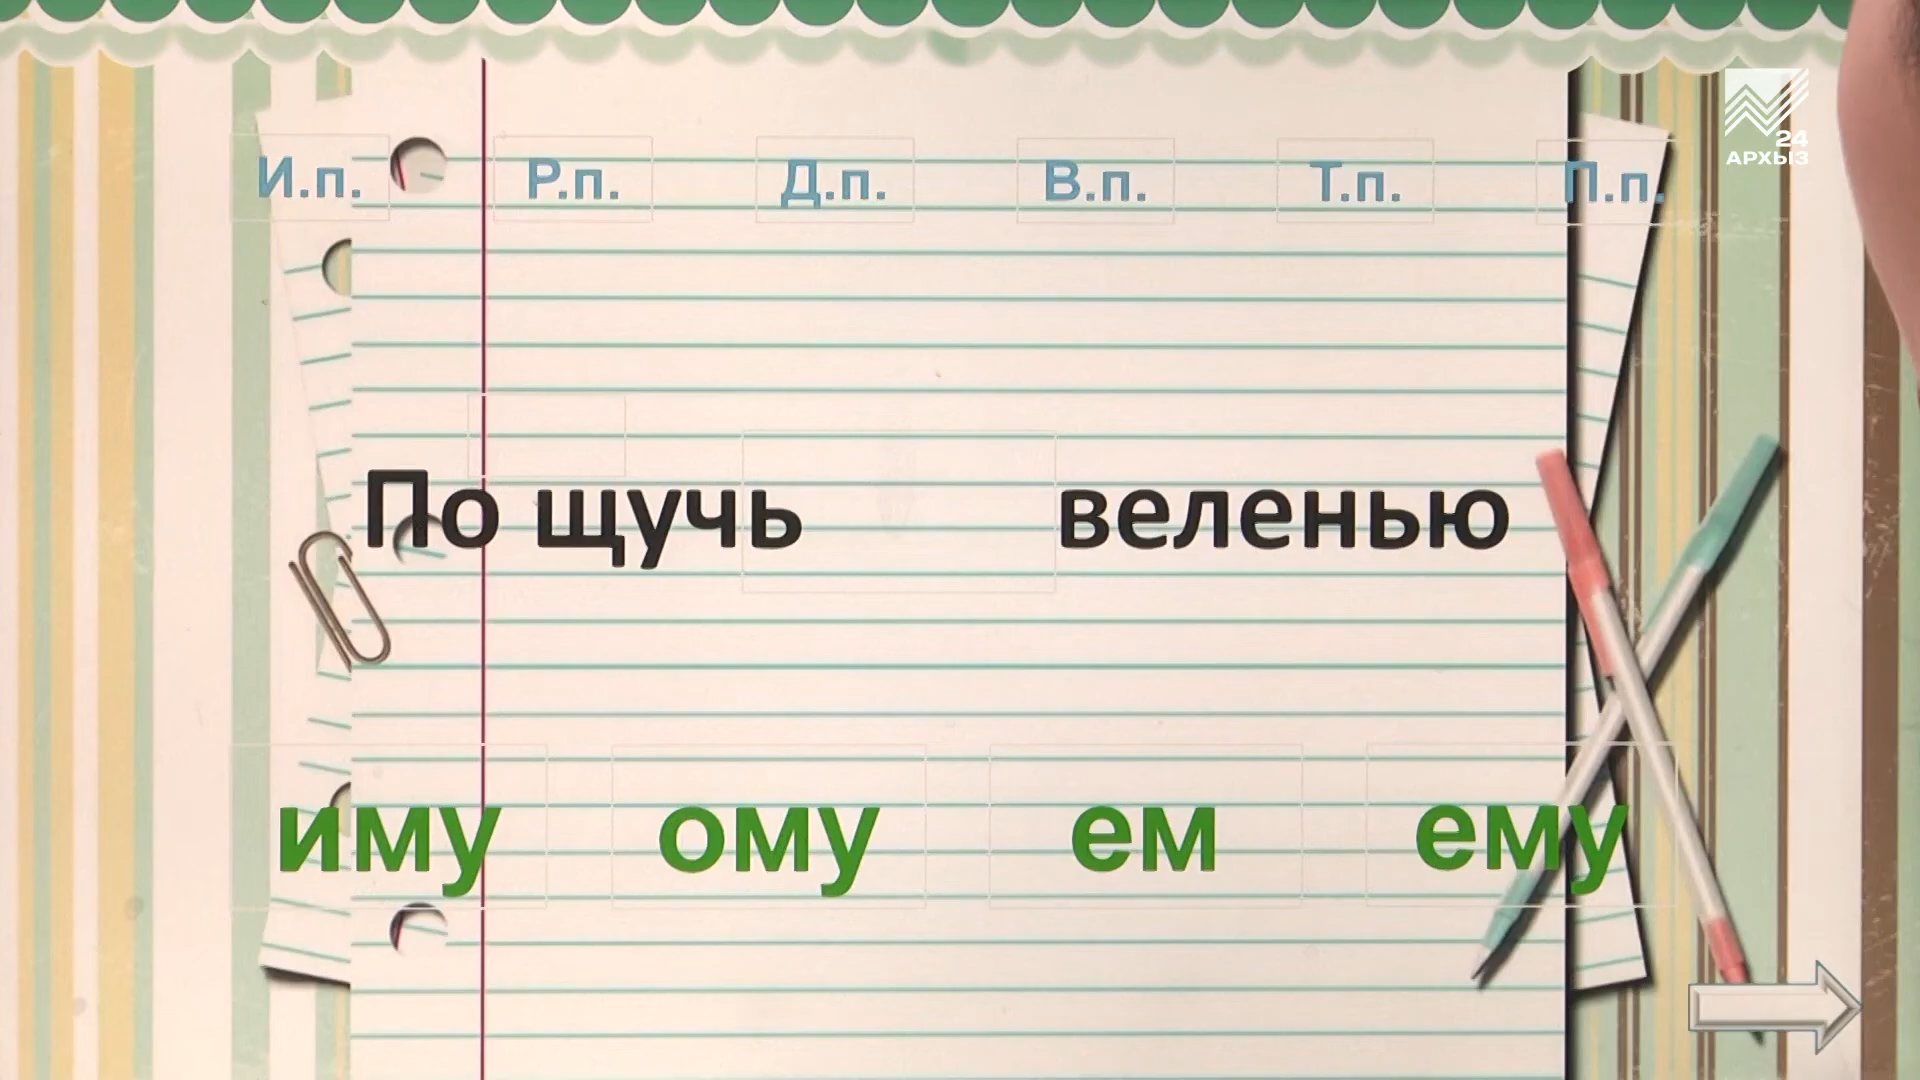 24
АРХЫЗ
И.п. Р.п. Д.п. В.п. Т.п. П.п.
По щучь веленью
иму ому ем ему